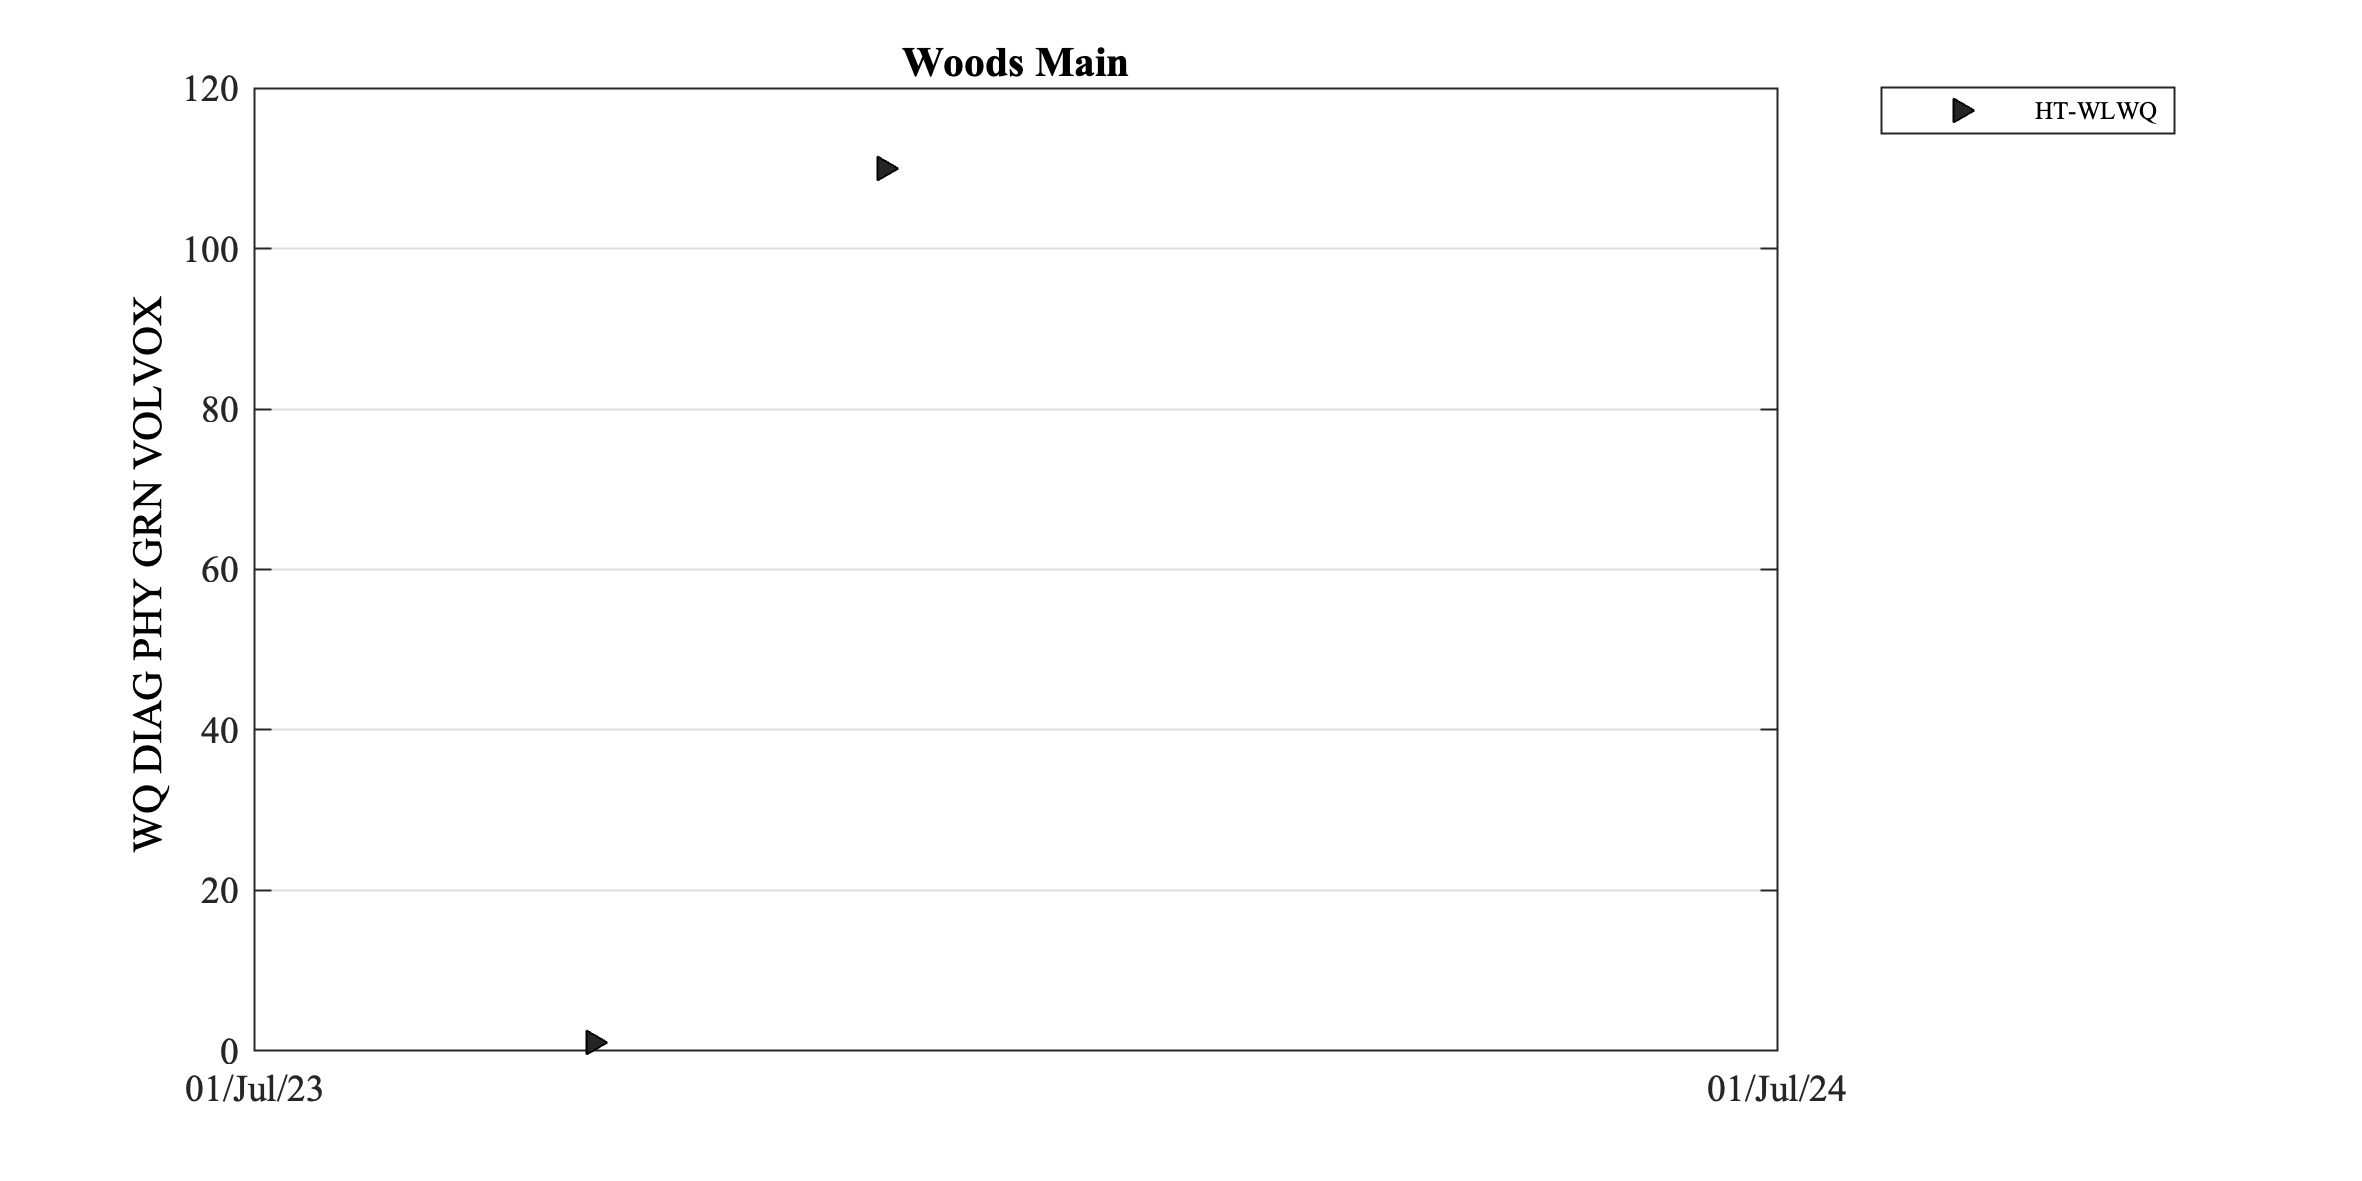 Woods Main
120
100
80
60
40
20
0
WQ DIAG PHY GRN VOLVOX
01/Jul/23
01/Jul/24
HT-WLWQ